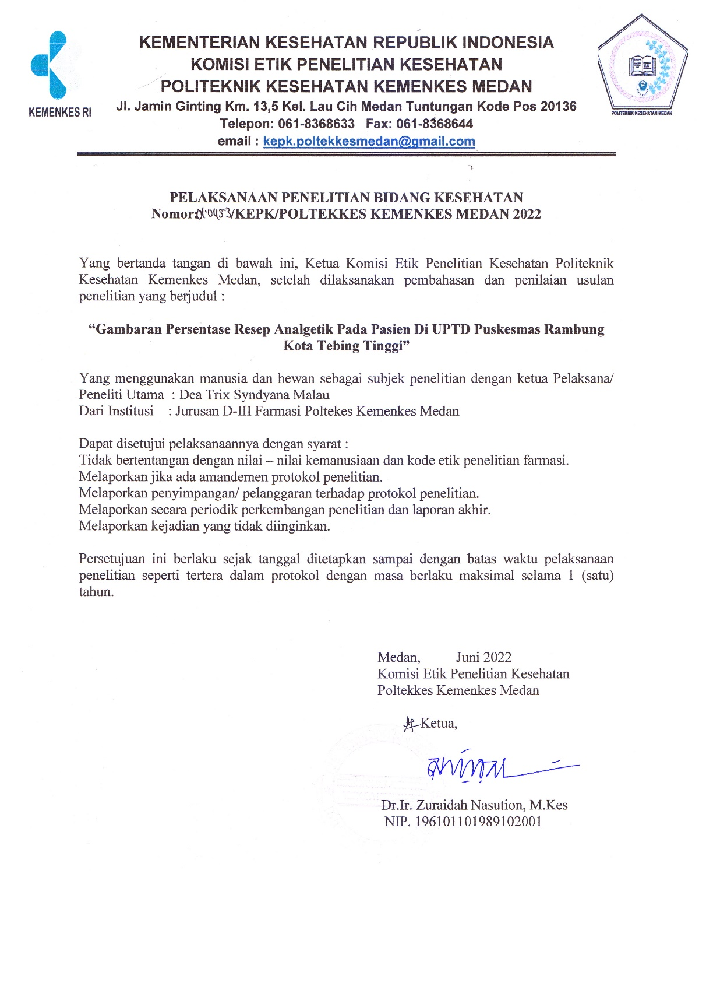 KEMENTERIAN KESEHATAN REPUBLIK INDONESIA
KOMISI ETIK PENELITIAN KESEHATAN
POLITEKNIK KESEHATAN KEMENKES MEDAN
Jl. Jamin Ginting Km. 13,5 Kel. Lau Cih Medan Tuntungan Kode Pos 20136
Telepon: 061-8368633 Fax: 061-8368644
email : kepk.poltekkesmedan@gmail.com
KEMENKES RI
POLITEKNIK KESEHATAN MEDAN
PELAKSANAAN PENELITIAN BIDANG KESEHATAN
Nomor: /KEPK/POLTEKKES KEMENKES MEDAN 2022
Yang bertanda tangan di bawah ini, Ketua Komisi Etik Penelitian Kesehatan Politeknik
Kesehatan Kemenkes Medan, setelah dilaksanakan pembahasan dan penilaian usulan
penelitian yang berjudul :
“Gambaran Persentase Resep Analgetik Pada Pasien Di UPTD Puskesmas Rambung
Kota Tebing Tinggi”
Yang menggunakan manusia dan hewan sebagai subjek penelitian dengan ketua Pelaksana/
Peneliti Utama : Dea Trix Syndyana Malau
Dari Institusi : Jurusan D-III Farmasi Poltekes Kemenkes Medan
Dapat disetujui pelaksanaannya dengan syarat :
Tidak bertentangan dengan nilai – nilai kemanusiaan dan kode etik penelitian farmasi.
Melaporkan jika ada amandemen protokol penelitian.
Melaporkan penyimpangan/ pelanggaran terhadap protokol penelitian.
Melaporkan secara periodik perkembangan penelitian dan laporan akhir.
Melaporkan kejadian yang tidak diinginkan.
Persetujuan ini berlaku sejak tanggal ditetapkan sampai dengan batas waktu pelaksanaan
penelitian seperti tertera dalam protokol dengan masa berlaku maksimal selama 1 (satu)
tahun.
Medan, Juni 2022
Komisi Etik Penelitian Kesehatan
Poltekkes Kemenkes Medan
Ketua,
Dr.Ir. Zuraidah Nasution, M.Kes
NIP. 196101101989102001